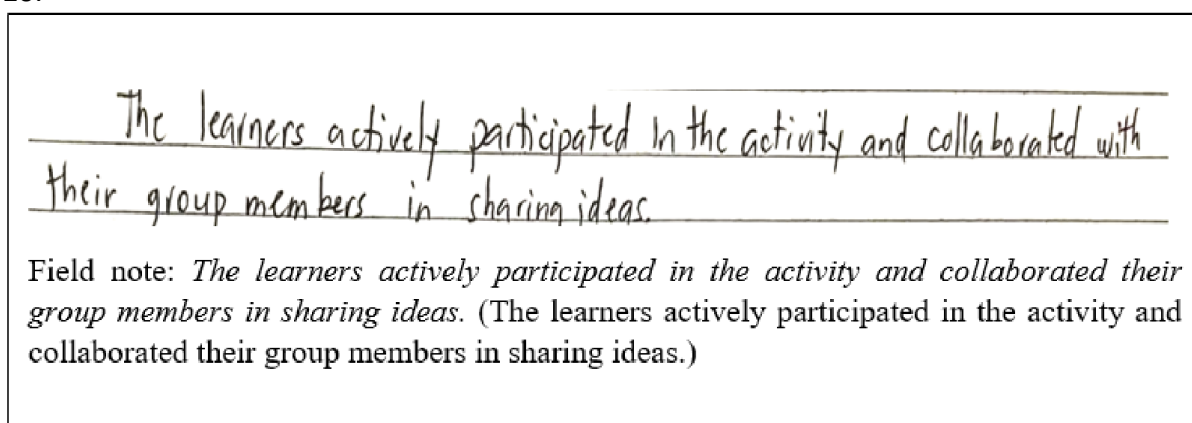 The learners actively participated in the activity and collaborated with
their group members in sharing ideas.
Field note: The learners actively participated in the activity and collaborated their
group members in sharing ideas. (The learners actively participated in the activity and
collaborated their group members in sharing ideas.)